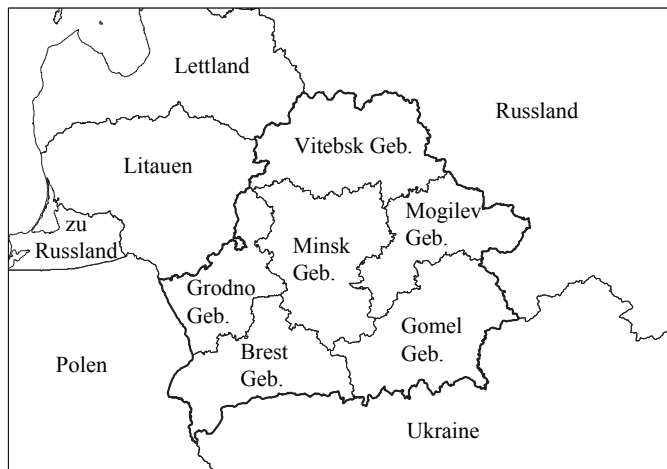 Lettland
Russland
Vitebsk Geb.
Litauen
Mogilev
Geb.
zu
Russland
Minsk
Geb.
Grodno
Geb.
Gomel
Geb.
Brest
Geb.
Polen
Ukraine